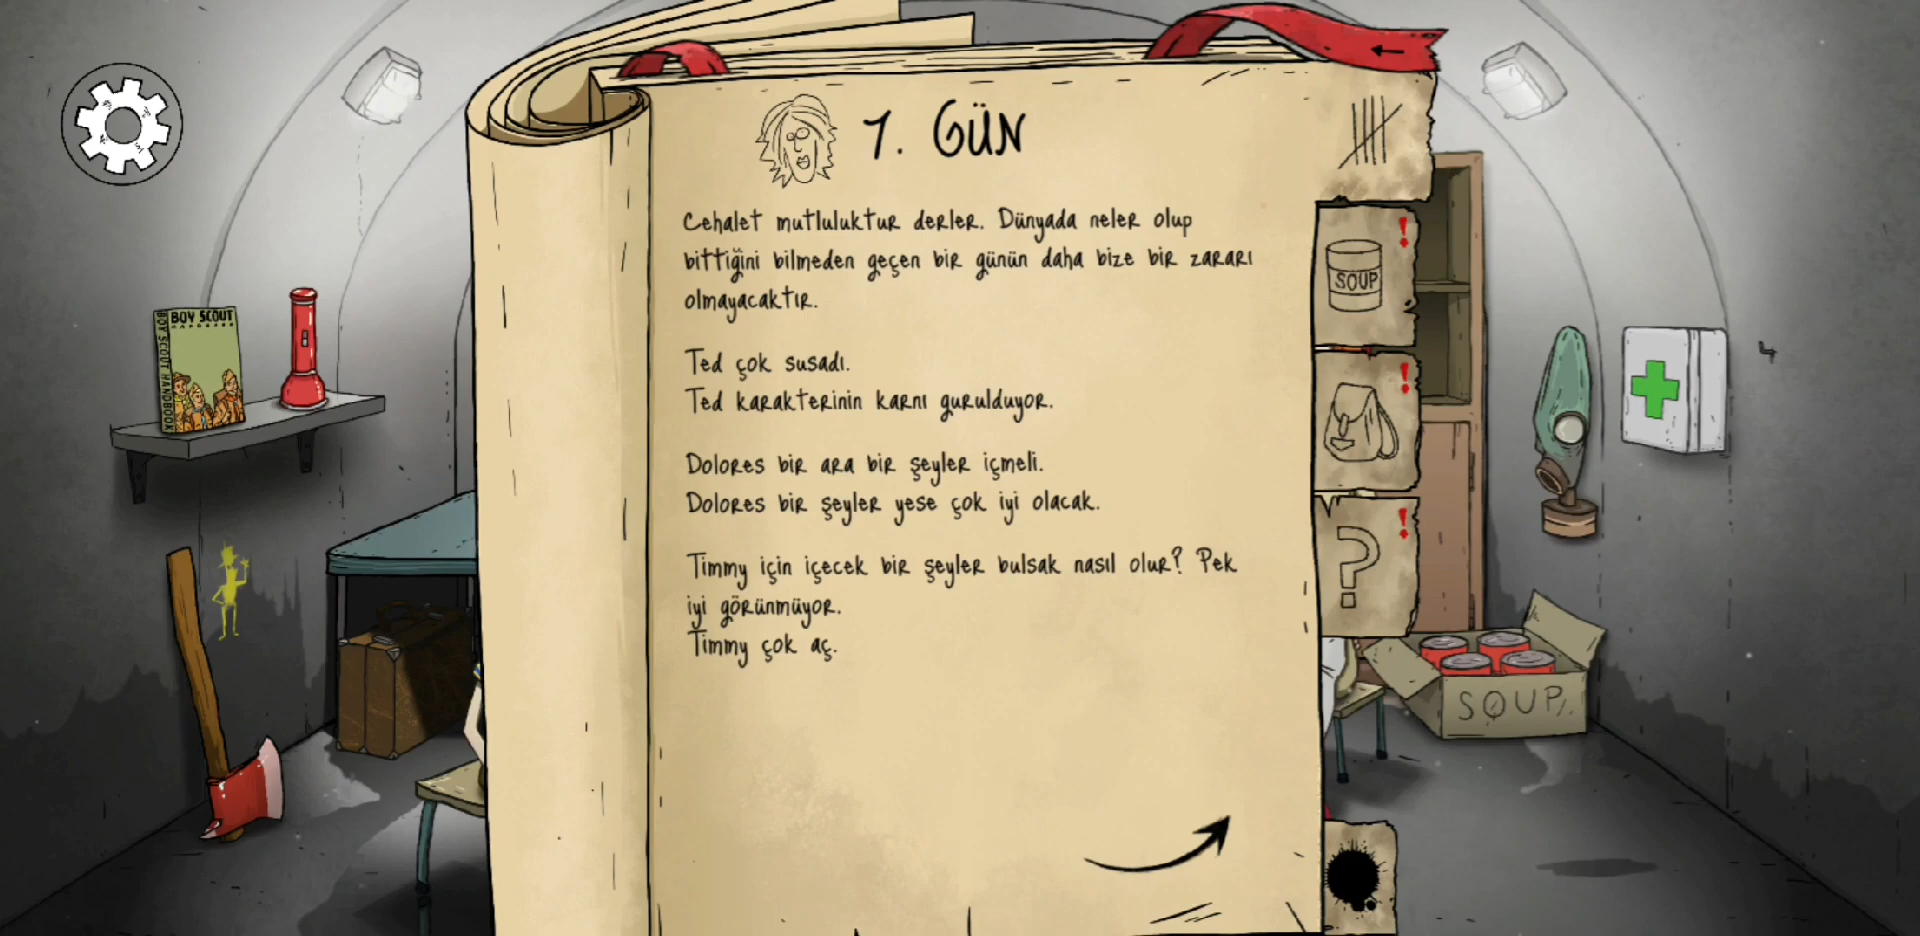 7. GÜN
Cehalet mutluluktur derler. Dünyada neler olup
bittiğini bilmeden geçen bir günün daha bize bir zararı
olmayacaktır.
Ted çok susadı.
Ted karakterinin karnı gurulduyor.
Dolores bir ara bir şeyler içmeli.
Dolores bir şeyler yese çok iyi olacak.
Timmy için içecek bir şeyler bulsak nasıl olur? Pek
iyi görünmüyor.
Timmy çok aç.
BOY SCOUT
HANDBOOK
BOY SCOUT HANDBOOK
!
SOUP
!
!
?
SOUP